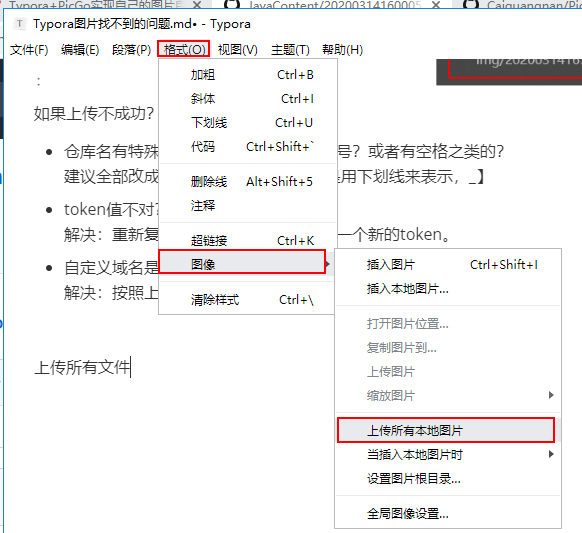 Typora+PicGo实现自己的图片
JavaContent/202003141600
Caiquangnan/Pic
Typora图片找不到的问题.md• - Typora
文件(F) 编辑(E) 段落(P) 格式(O) 视图(V) 主题(T) 帮助(H)
img/2020031416
：
加粗 Ctrl+B
斜体 Ctrl+I
如果上传不成功？
下划线 Ctrl+U
代码 Ctrl+Shift+`
仓库名有特殊 号？或者有空格之类的？
建议全部改成 用下划线来表示，_】
删除线 Alt+Shift+5
注释
token值不对？
解决：重新复 一个新的token。
超链接 Ctrl+K
图像
自定义域名是
解决：按照上
清除样式 Ctrl+\
插入图片 Ctrl+Shift+I
插入本地图片...
打开图片位置...
复制图片到...
上传图片
缩放图片
上传所有文件
上传所有本地图片
当插入本地图片时
设置图片根目录...
全局图像设置...